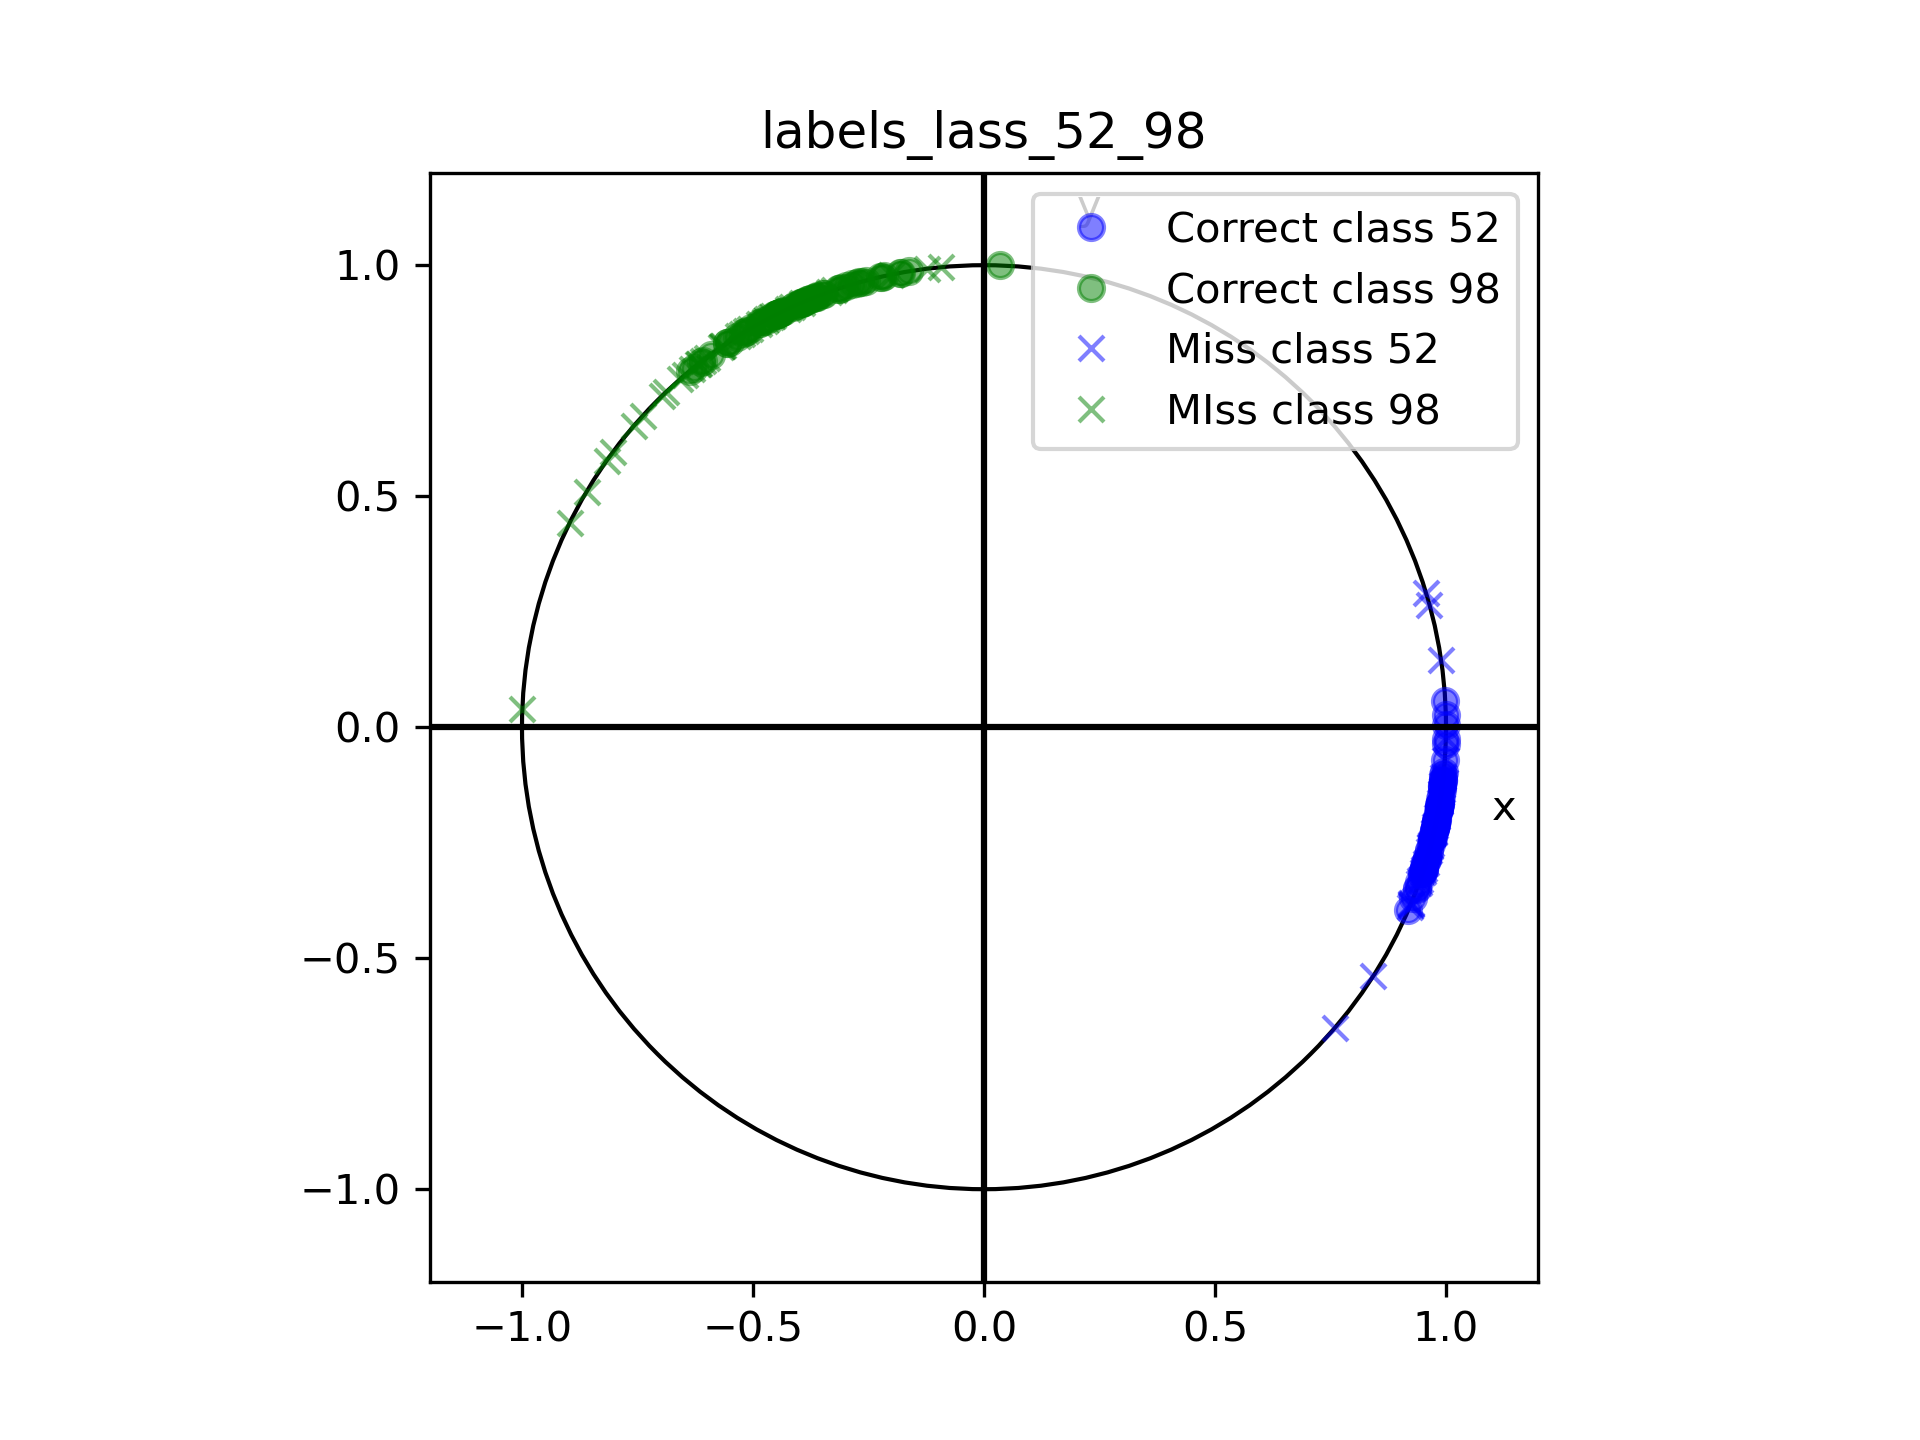 labels_lass_52_98
y
Correct class 52
Correct class 98
Miss class 52
MIss class 98
1.0
0.5
0.0
−0.5
−1.0
x
−1.0 −0.5 0.0 0.5 1.0